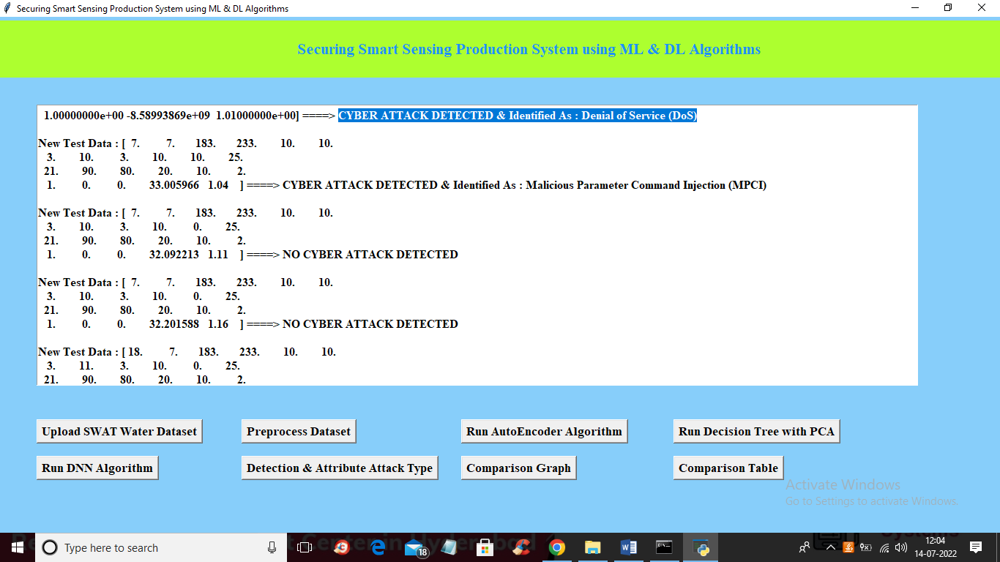 Securing Smart Sensing Production System using ML & DL Algorithms
Securing Smart Sensing Production System using ML & DL Algorithms
1.00000000e+00 -8.58993869e+09 1.01000000e+00] ====> CYBER ATTACK DETECTED & Identified As : Denial of Service (DoS)
New Test Data : [ 7. 7. 183. 233. 10. 10.
3. 10. 3. 10. 10. 25.
21. 90. 80. 20. 10. 2.
1. 0. 0. 33.005966 1.04 ] ====> CYBER ATTACK DETECTED & Identified As : Malicious Parameter Command Injection (MPCI)
New Test Data : [ 7. 7. 183. 233. 10. 10.
3. 10. 3. 10. 0. 25.
21. 90. 80. 20. 10. 2.
1. 0. 0. 32.092213 1.11 ] ====> NO CYBER ATTACK DETECTED
New Test Data : [ 7. 7. 183. 233. 10. 10.
3. 10. 3. 10. 0. 25.
21. 90. 80. 20. 10. 2.
1. 0. 0. 32.201588 1.16 ] ====> NO CYBER ATTACK DETECTED
New Test Data : [ 18. 7. 183. 233. 10. 10.
3. 11. 3. 10. 0. 25.
21. 90. 80. 20. 10. 2.
Upload SWAT Water Dataset Preprocess Dataset Run AutoEncoder Algorithm Run Decision Tree with PCA
Run DNN Algorithm Detection & Attribute Attack Type Comparison Graph Comparison Table
Activate Windows
Go to Settings to activate Windows.
Type here to search
18
12:04
14-07-2022